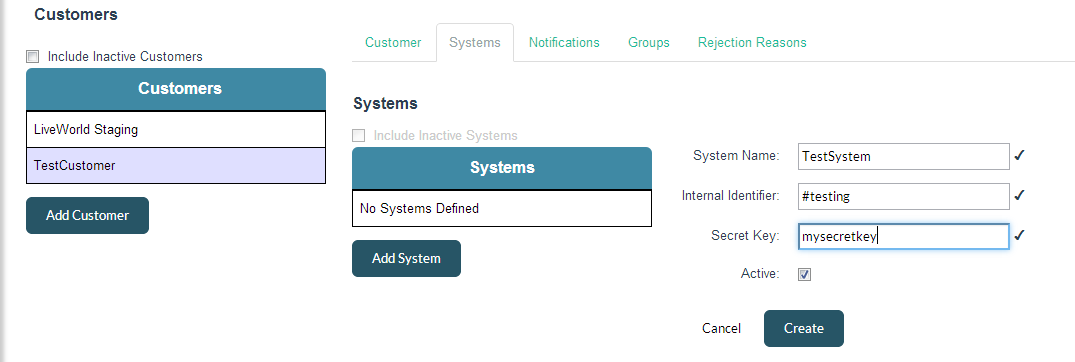 Customers
Include Inactive Customers
Customers
LiveWorld Staging
TestCustomer
Add Customer
Customer Systems Notifications Groups Rejection Reasons
Systems
Include Inactive Systems
Systems
No Systems Defined
Add System
System Name: TestSystem ✓
Internal Identifier: #testing ✓
Secret Key: mysecretkey ✓
Active:
Cancel Create